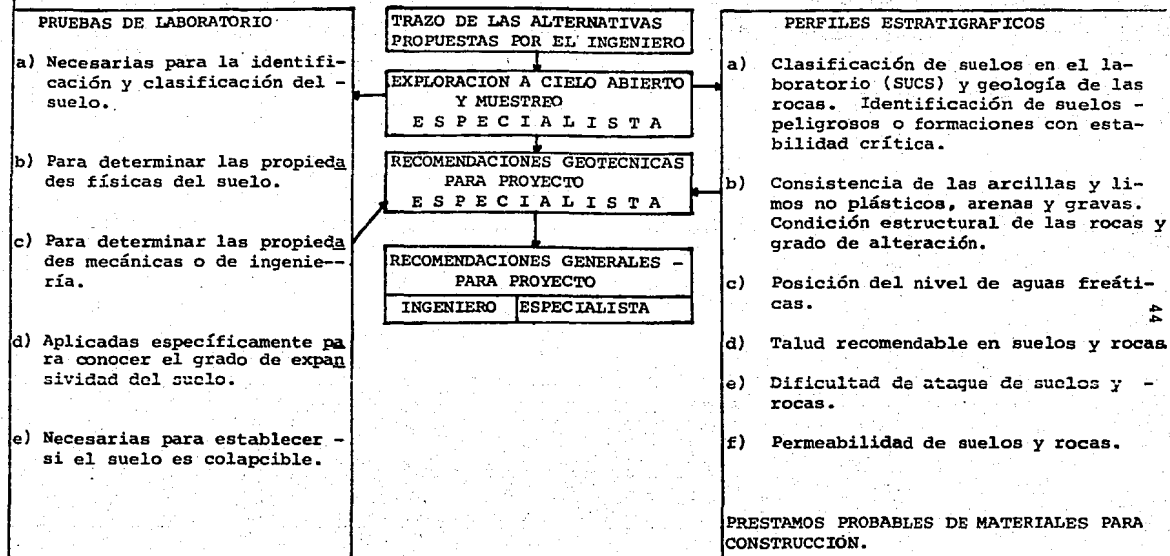 PRUEBAS DE LABORATORIO
a) Necesarias para la identifi-
cación y clasificación del -
suelo.
b) Para determinar las propieda
des físicas del suelo.
c) Para determinar las propieda
des mecánicas o de ingenie--
ría.
d) Aplicadas específicamente pa
ra conocer el grado de expan
sividad del suelo.
e) Necesarias para establecer -
si el suelo es colapcible.
TRAZO DE LAS ALTERNATIVAS
PROPUESTAS POR EL INGENIERO
EXPLORACION A CIELO ABIERTO
Y MUESTREO
E S P E C I A L I S T A
RECOMENDACIONES GEOTECNICAS
PARA PROYECTO
E S P E C I A L I S T A
RECOMENDACIONES GENERALES -
PARA PROYECTO
INGENIERO ESPECIALISTA
PERFILES ESTRATIGRAFICOS
a) Clasificación de suelos en el la-
boratorio (SUCS) y geología de las
rocas. Identificación de suelos -
peligrosos o formaciones con esta-
bilidad crítica.
b) Consistencia de las arcillas y li-
mos no plásticos, arenas y gravas.
Condición estructural de las rocas y
grado de alteración.
c) Posición del nivel de aguas freáti-
cas.
d) Talud recomendable en suelos y rocas
e) Dificultad de ataque de suelos y -
rocas.
f) Permeabilidad de suelos y rocas.
PRESTAMOS PROBABLES DE MATERIALES PARA
CONSTRUCCIÓN.
44